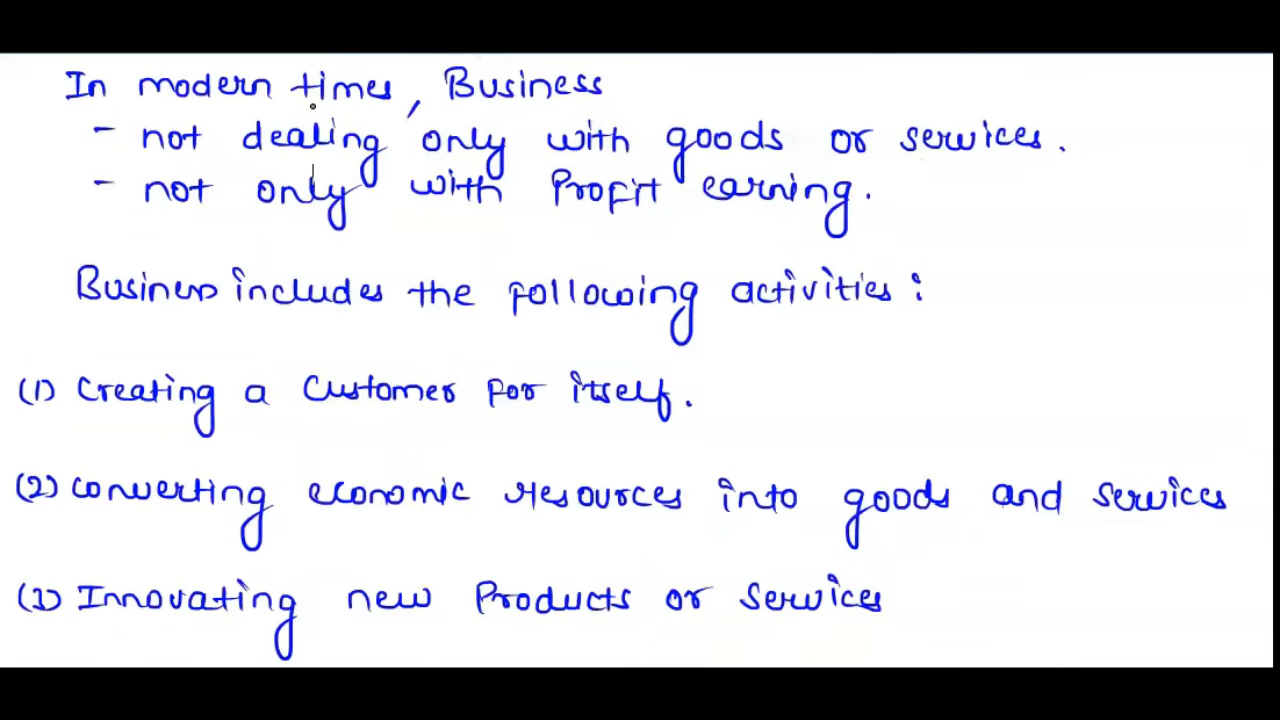 In modern times, Business
- not dealing only with goods or services.
- not only with Profit earning.
Business includes the following activities:
(1) Creating a Customer for itself.
(2) Converting economic resources into goods and services
(3) Innovating new Products or Services